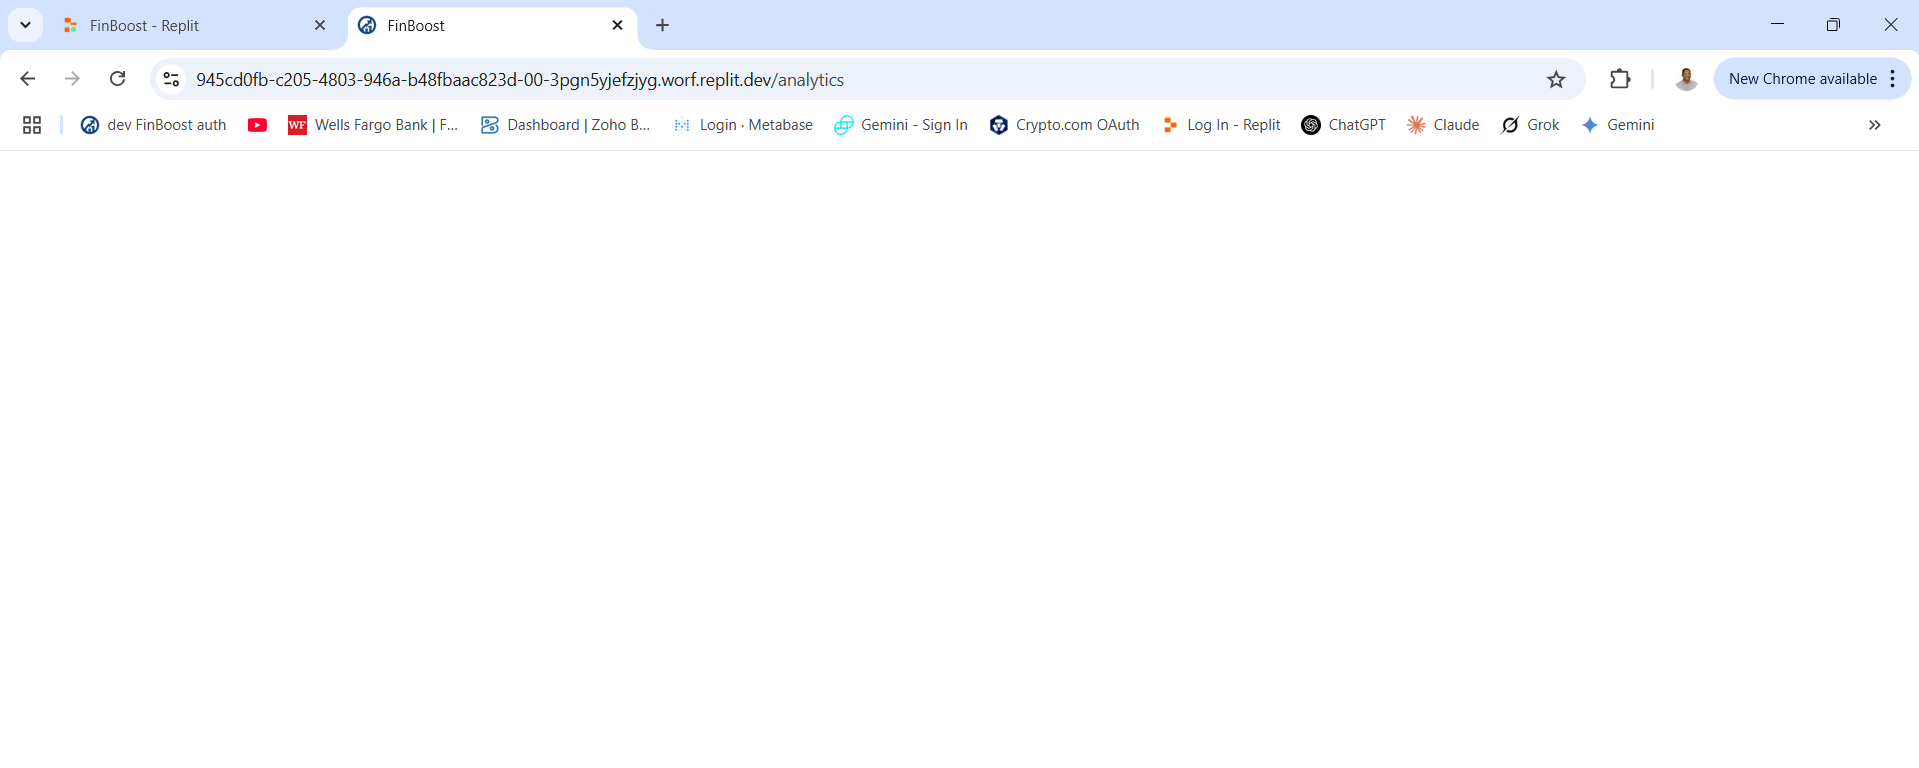 FinBoost - Replit
FinBoost
945cd0fb-c205-4803-946a-b48fbaac823d-00-3pgn5yjefzjyg.worf.replit.dev/analytics
New Chrome available
dev FinBoost auth
WF Wells Fargo Bank | F...
Dashboard | Zoho B...
Login · Metabase
Gemini - Sign In
Crypto.com OAuth
Log In - Replit
ChatGPT
Claude
Grok
Gemini